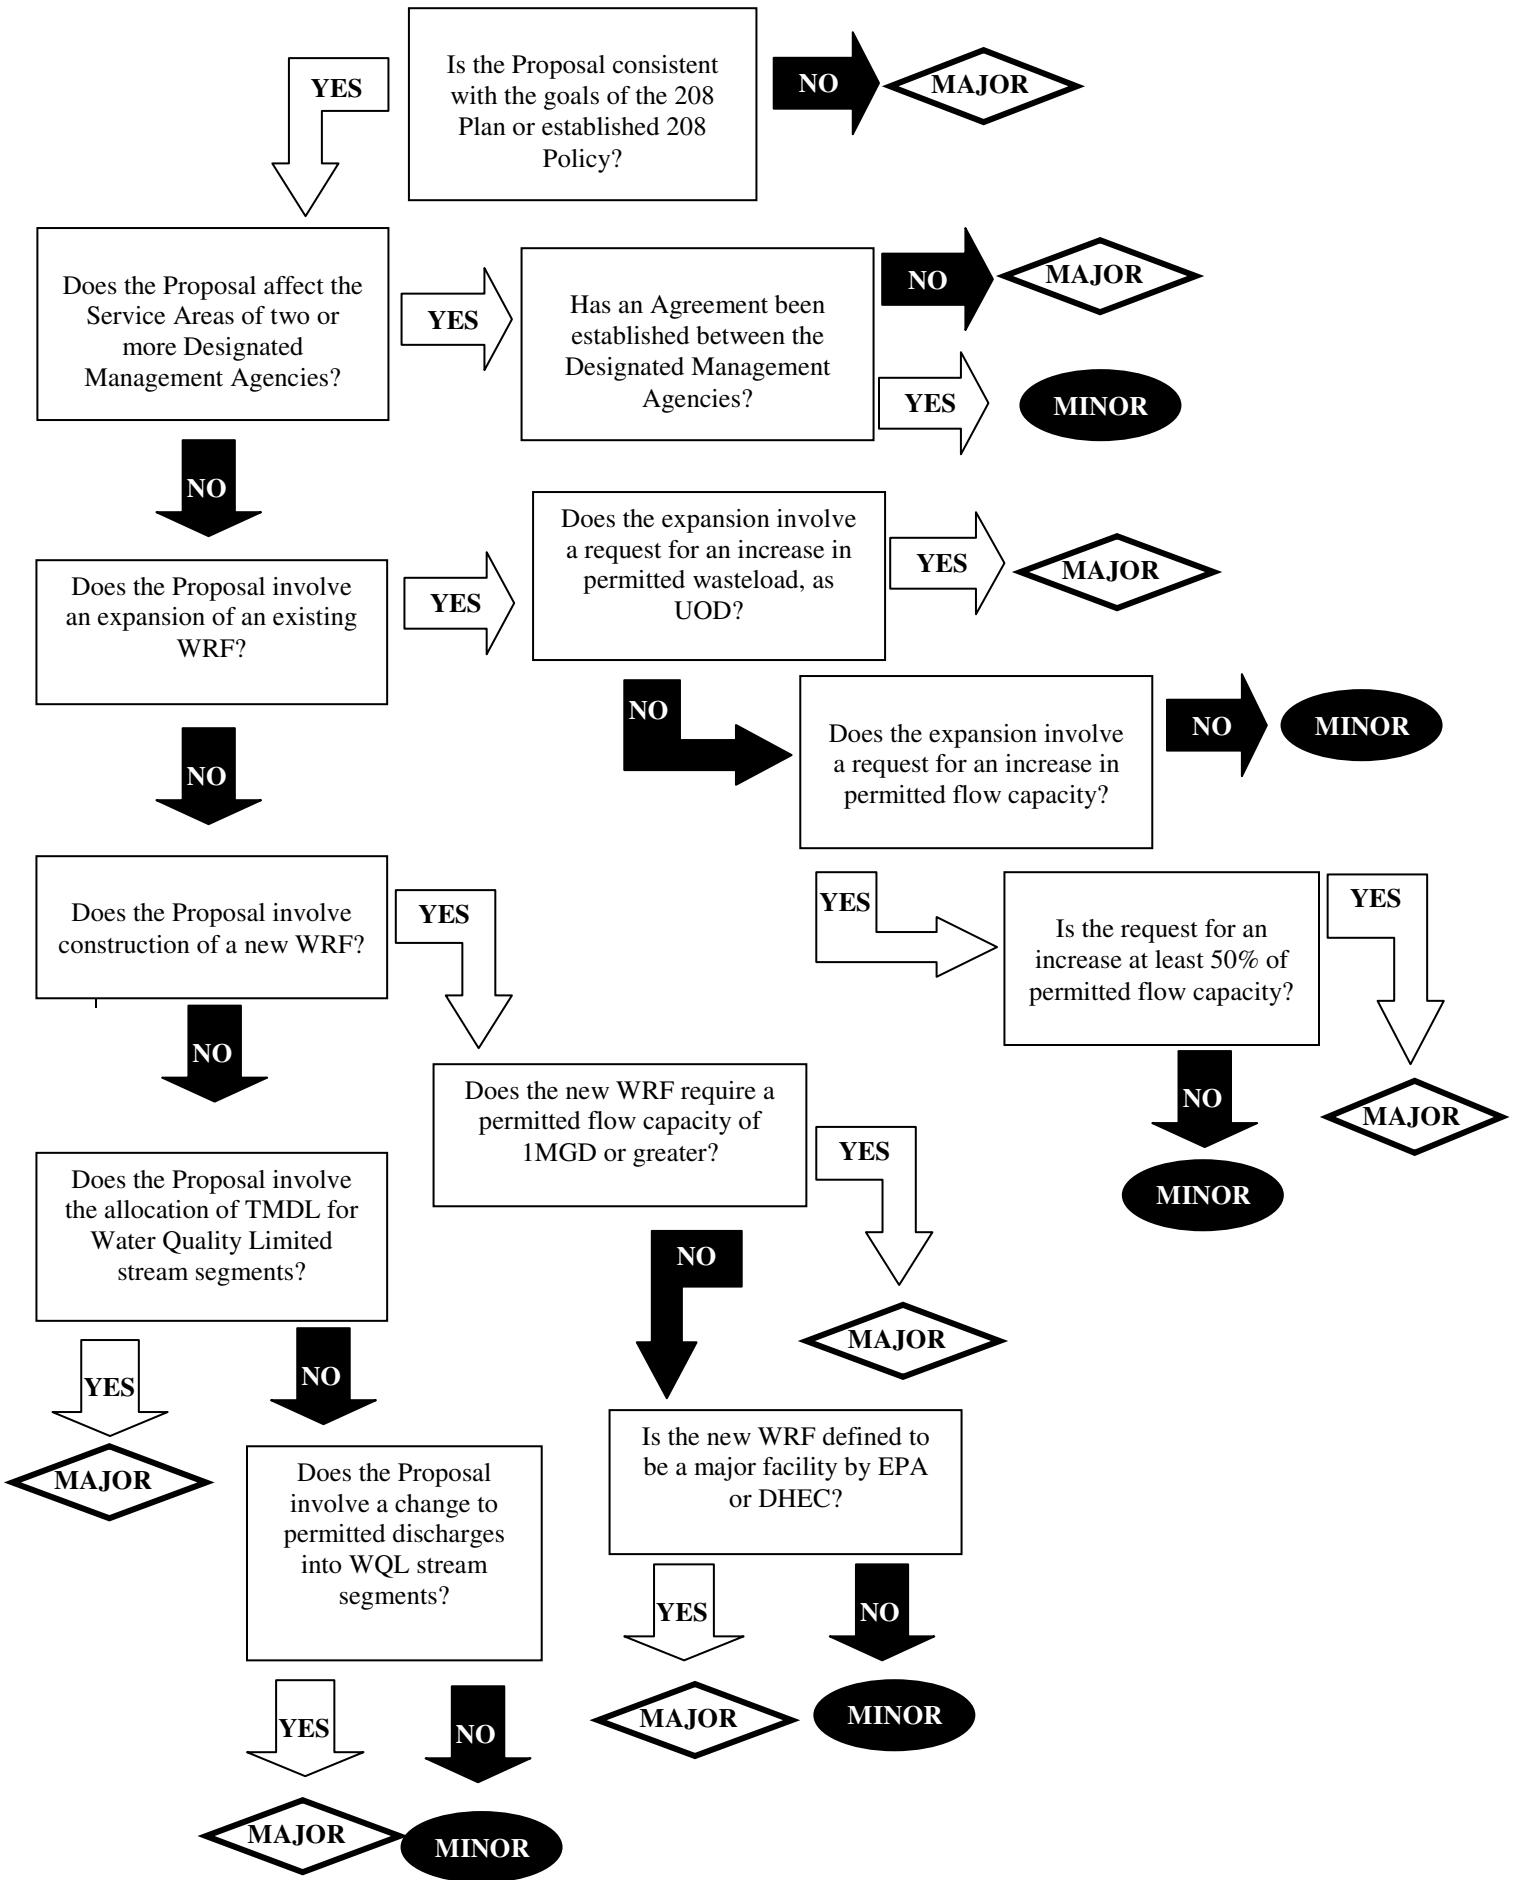 Is the Proposal consistent
with the goals of the 208
Plan or established 208
Policy?
YES
NO
MAJOR
Does the Proposal affect the
Service Areas of two or
more Designated
Management Agencies?
YES
Has an Agreement been
established between the
Designated Management
Agencies?
NO
MAJOR
YES
MINOR
NO
Does the Proposal involve
an expansion of an existing
WRF?
YES
Does the expansion involve
a request for an increase in
permitted wasteload, as
UOD?
YES
MAJOR
NO
Does the expansion involve
a request for an increase in
permitted flow capacity?
NO
MINOR
YES
Is the request for an
increase at least 50% of
permitted flow capacity?
YES
MAJOR
NO
MINOR
NO
Does the Proposal involve
construction of a new WRF?
YES
Does the new WRF require a
permitted flow capacity of
1MGD or greater?
YES
MAJOR
NO
Is the new WRF defined to
be a major facility by EPA
or DHEC?
YES
MAJOR
NO
MINOR
NO
Does the Proposal involve
the allocation of TMDL for
Water Quality Limited
stream segments?
YES
MAJOR
NO
Does the Proposal
involve a change to
permitted discharges
into WQL stream
segments?
YES
MAJOR
NO
MINOR